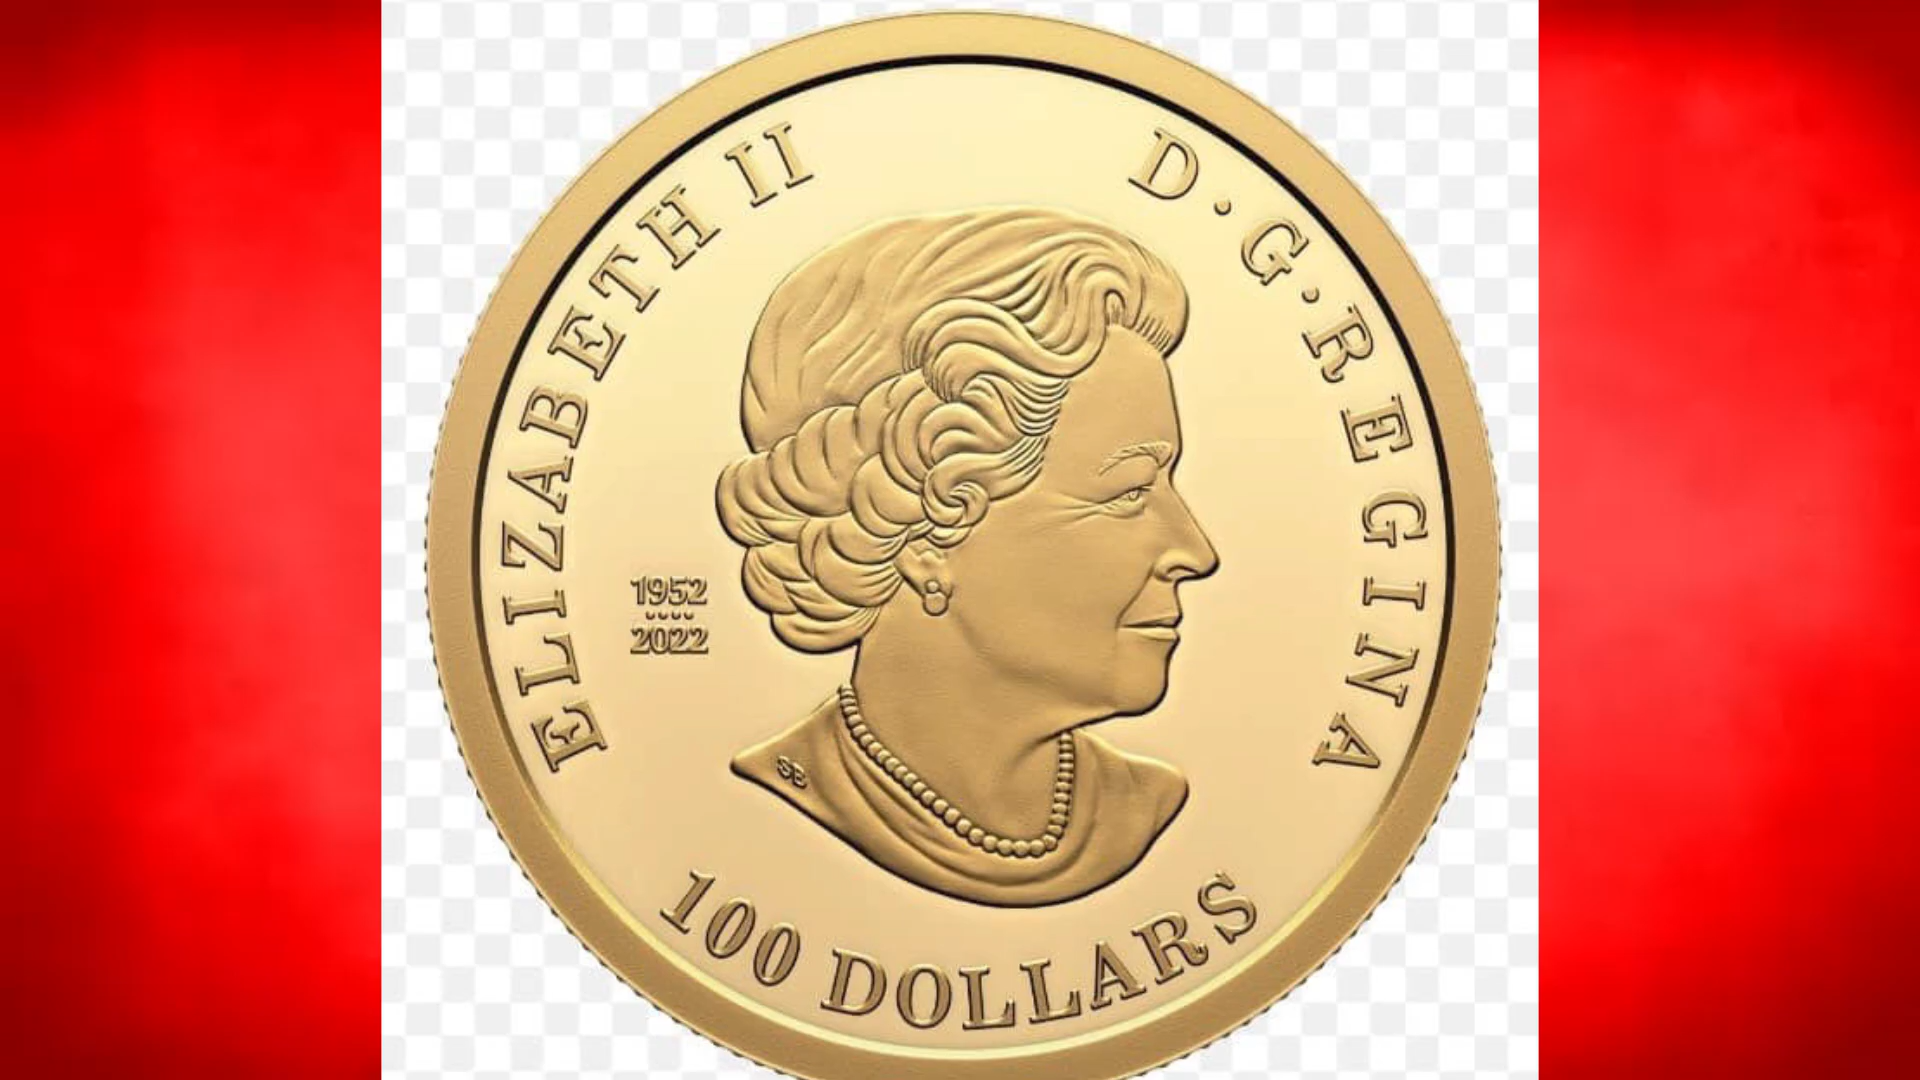 ELIZABETH II
D·G·REGINA
1952
2022
SB
100 DOLLARS